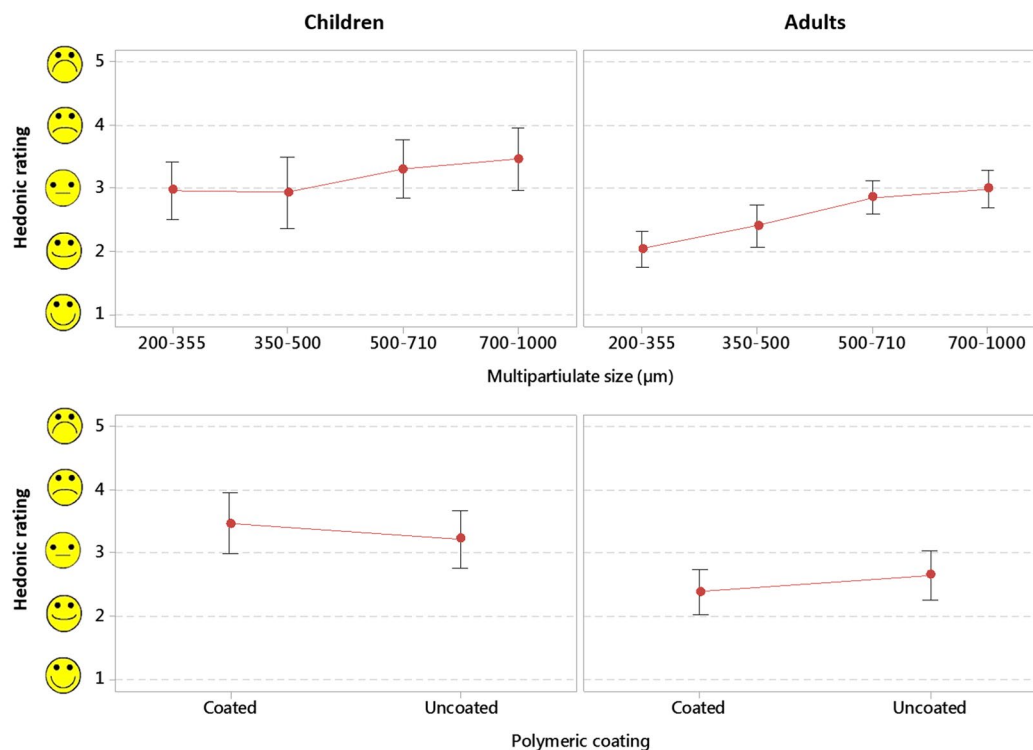 Children Adults
Hedonic rating
5
4
3
2
1
200-355 350-500 500-710 700-1000 200-355 350-500 500-710 700-1000
Multipartiulate size (µm)
Hedonic rating
5
4
3
2
1
Coated Uncoated Coated Uncoated
Polymeric coating